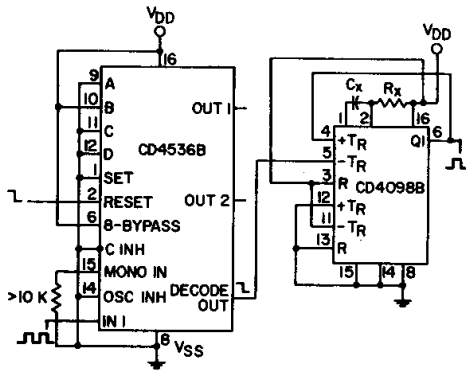 VDD
16
9 A
10 B
11 C
12 D
1 SET
2 RESET
6 8-BYPASS
C INH
15 MONO IN
14 OSC INH
IN 1
>10 K
CD4536B
OUT 1
OUT 2
DECODE
OUT
8 VSS
VDD
CX
RX
1 2 16
4 +TR
5 -TR
3 R
12 +TR
11 -TR
13 R
Q1 6
CD4098B
15 14 8